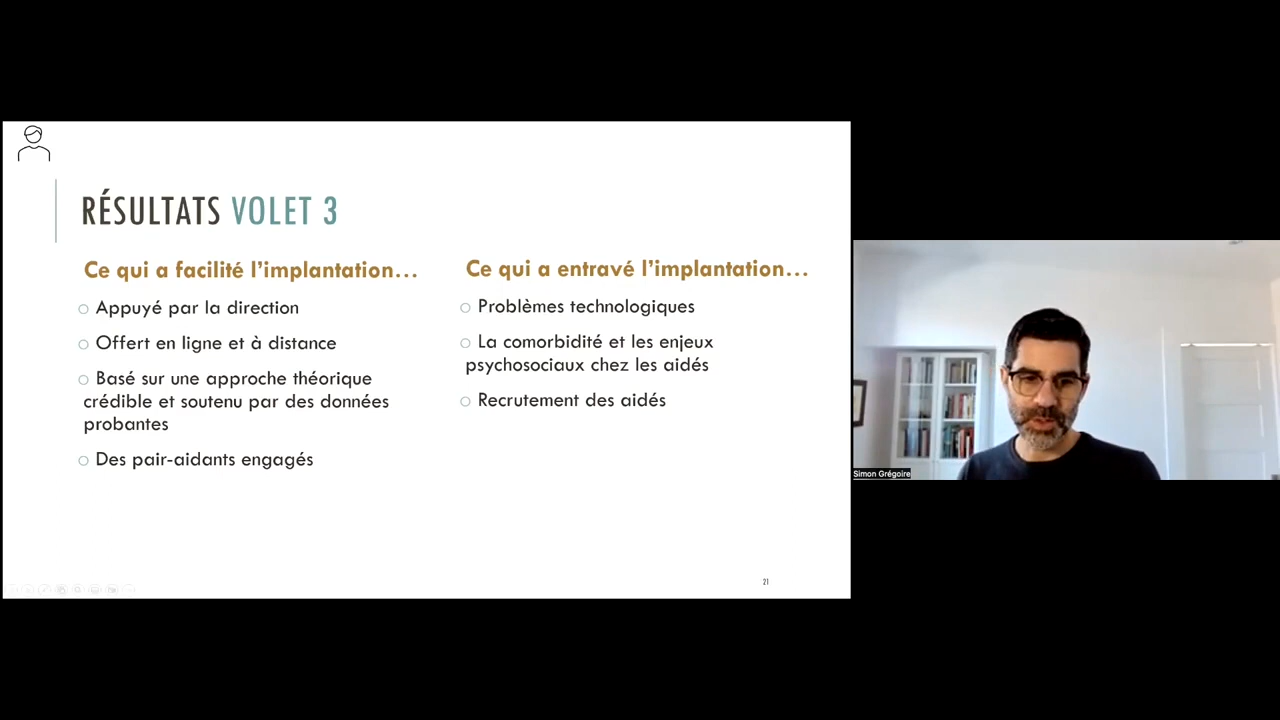 RÉSULTATS VOLET 3
Ce qui a facilité l’implantation…
Appuyé par la direction
Offert en ligne et à distance
Basé sur une approche théorique
crédible et soutenu par des données
probantes
Des pair-aidants engagés
Ce qui a entravé l’implantation…
Problèmes technologiques
La comorbidité et les enjeux
psychosociaux chez les aidés
Recrutement des aidés
21
Simon Grégoire